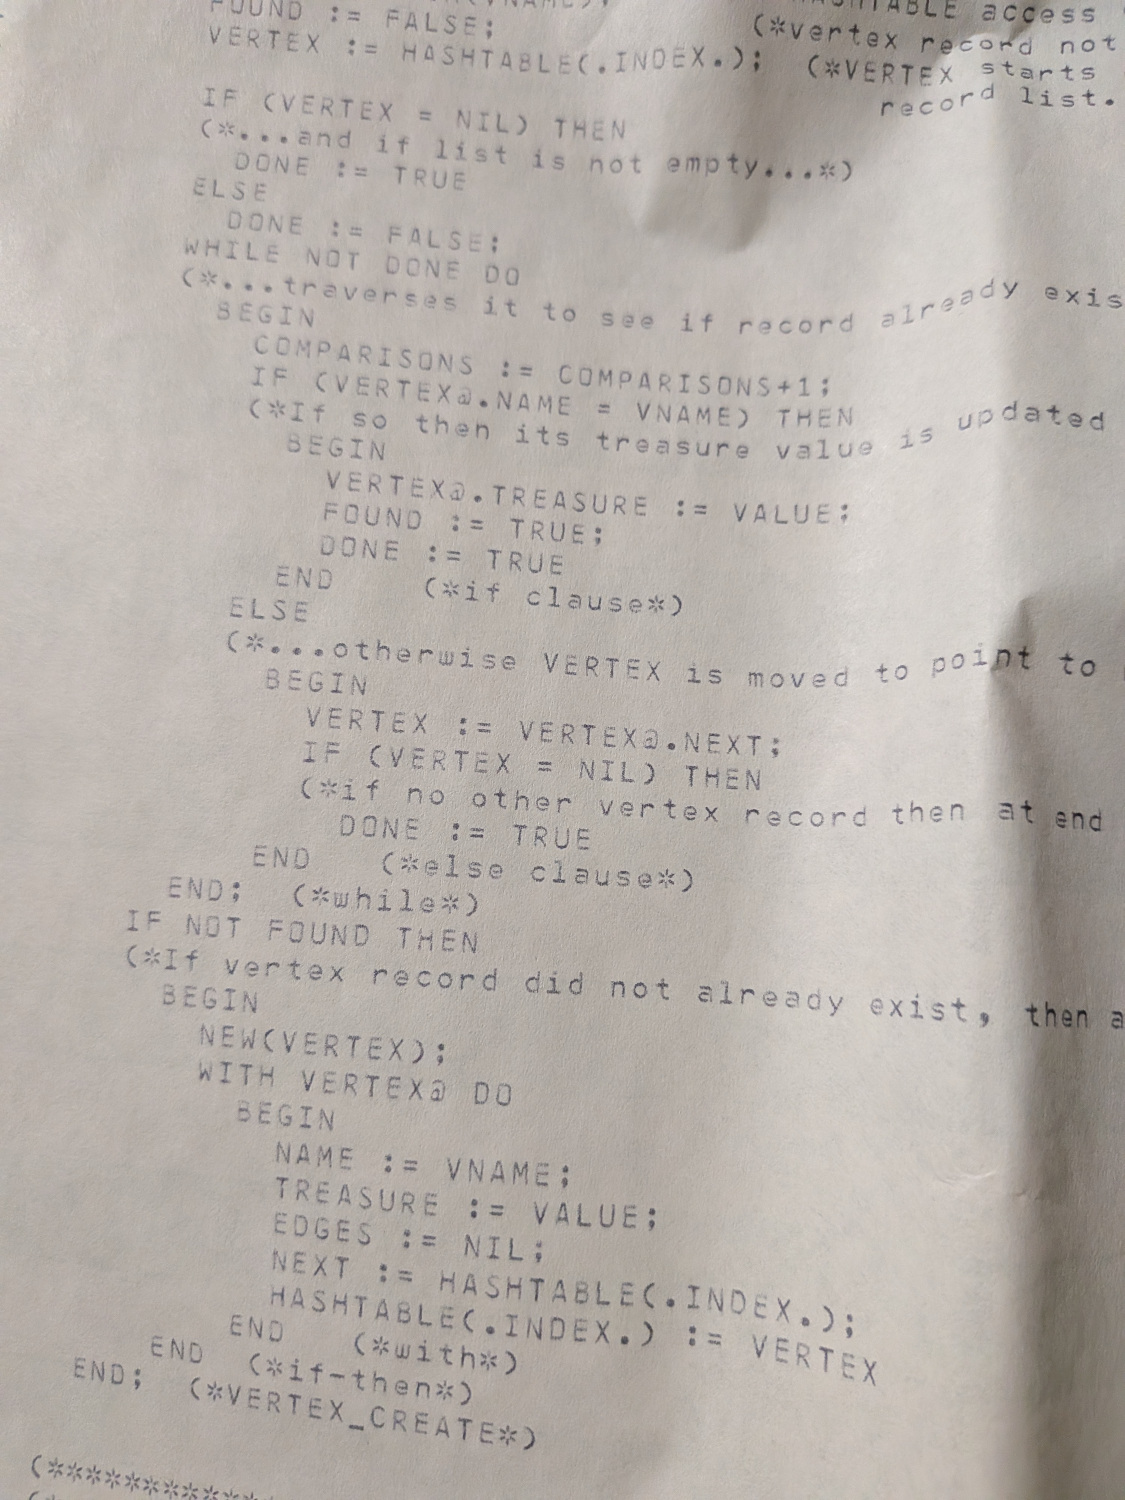 FOUND := FALSE;
HASHTABLE access
VERTEX := HASHTABLE(.INDEX.);
(*vertex record not
(*VERTEX starts
record list.
IF (VERTEX = NIL) THEN
(*...and if list is not empty...*)
DONE := TRUE
ELSE
DONE := FALSE;
WHILE NOT DONE DO
(*...traverses it to see if record already exis
BEGIN
COMPARISONS := COMPARISONS+1;
IF (VERTEX@.NAME = VNAME) THEN
(*If so then its treasure value is updated
BEGIN
VERTEX@.TREASURE := VALUE;
FOUND := TRUE;
DONE := TRUE
END (*if clause*)
ELSE
(*...otherwise VERTEX is moved to point to
BEGIN
VERTEX := VERTEX@.NEXT;
IF (VERTEX = NIL) THEN
(*if no other vertex record then at end
DONE := TRUE
END (*else clause*)
END; (*while*)
IF NOT FOUND THEN
(*If vertex record did not already exist, then a
BEGIN
NEW(VERTEX);
WITH VERTEX@ DO
BEGIN
NAME := VNAME;
TREASURE := VALUE;
EDGES := NIL;
NEXT := HASHTABLE(.INDEX.);
HASHTABLE(.INDEX.) := VERTEX
END (*with*)
END (*if-then*)
END; (*VERTEX_CREATE*)
(************